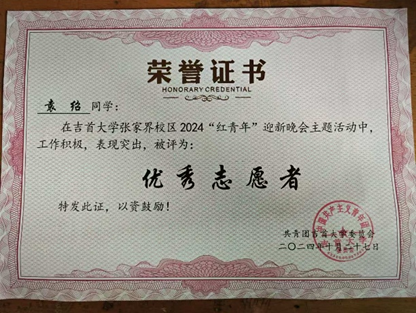 荣誉证书
HONORARY CREDENTIAL
袁绍同学：
在吉首大学张家界校区2024“红青年”迎新晚会主题活动中，
工作积极，表现突出，被评为：
优秀志愿者
特发此证，以资鼓励！
共青团吉首大学委员会
二〇二四年十月二十七日